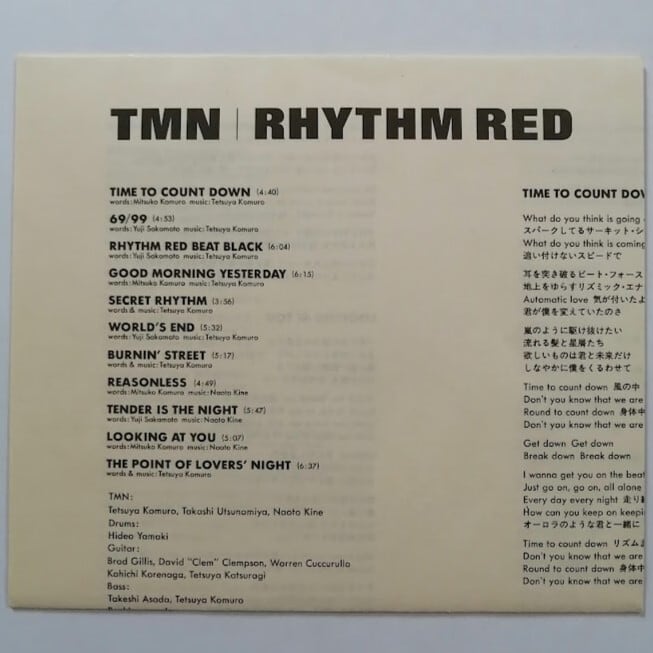 TMN | RHYTHM RED
TIME TO COUNT DOWN (4:40)
words:Mitsuko Komuro music:Tetsuya Komuro
69/99 (4:53)
words:Yuji Sakamoto music:Tetsuya Komuro
RHYTHM RED BEAT BLACK (6:04)
words:Yuji Sakamoto music:Tetsuya Komuro
GOOD MORNING YESTERDAY (6:15)
words:Mitsuko Komuro music:Tetsuya Komuro
SECRET RHYTHM (3:56)
words & music:Tetsuya Komuro
WORLD'S END (5:32)
words:Yuji Sakamoto music:Tetsuya Komuro
BURNIN' STREET (5:17)
words & music:Tetsuya Komuro
REASONLESS (4:49)
words:Mitsuko Komuro music:Naoto Kine
TENDER IS THE NIGHT (5:47)
words:Yuji Sakamoto music:Naoto Kine
LOOKING AT YOU (5:07)
words:Mitsuko Komuro music:Naoto Kine
THE POINT OF LOVERS' NIGHT (6:37)
words & music:Tetsuya Komuro
TMN:
Tetsuya Komuro, Takashi Utsunomiya, Naoto Kine
Drums:
Hideo Yamaki
Guitar:
Brad Gillis, David "Clem" Clempson, Warren Cuccurullo
Kohichi Korenaga, Tetsuya Katsuragi
Bass:
Takeshi Asada, Tetsuya Komuro
TIME TO COUNT DOW
What do you think is going
スパークしてるサーキット・シ
What do you think is coming
追い付けないスピードで
耳を突き破るビート・フォース
地上をゆらすリズミック・エナ
Automatic love 気が付いたよ
君が僕を変えていたのさ
嵐のように駆け抜けたい
流れる髪と星屑たち
欲しいものは君と未来だけ
しなやかに僕をくるわせて
Time to count down 風の中
Don't you know that we are
Round to count down 身体中
Don't you know that we are
Get down Get down
Break down Break down
I wanna get you on the beat
Just go on, go on, all alone
Every day every night 走り
How can you keep on keepi
オーロラのような君と一緒に
Time to count down リズム
Don't you know that we are
Round to count down 身体中
Don't you know that we are